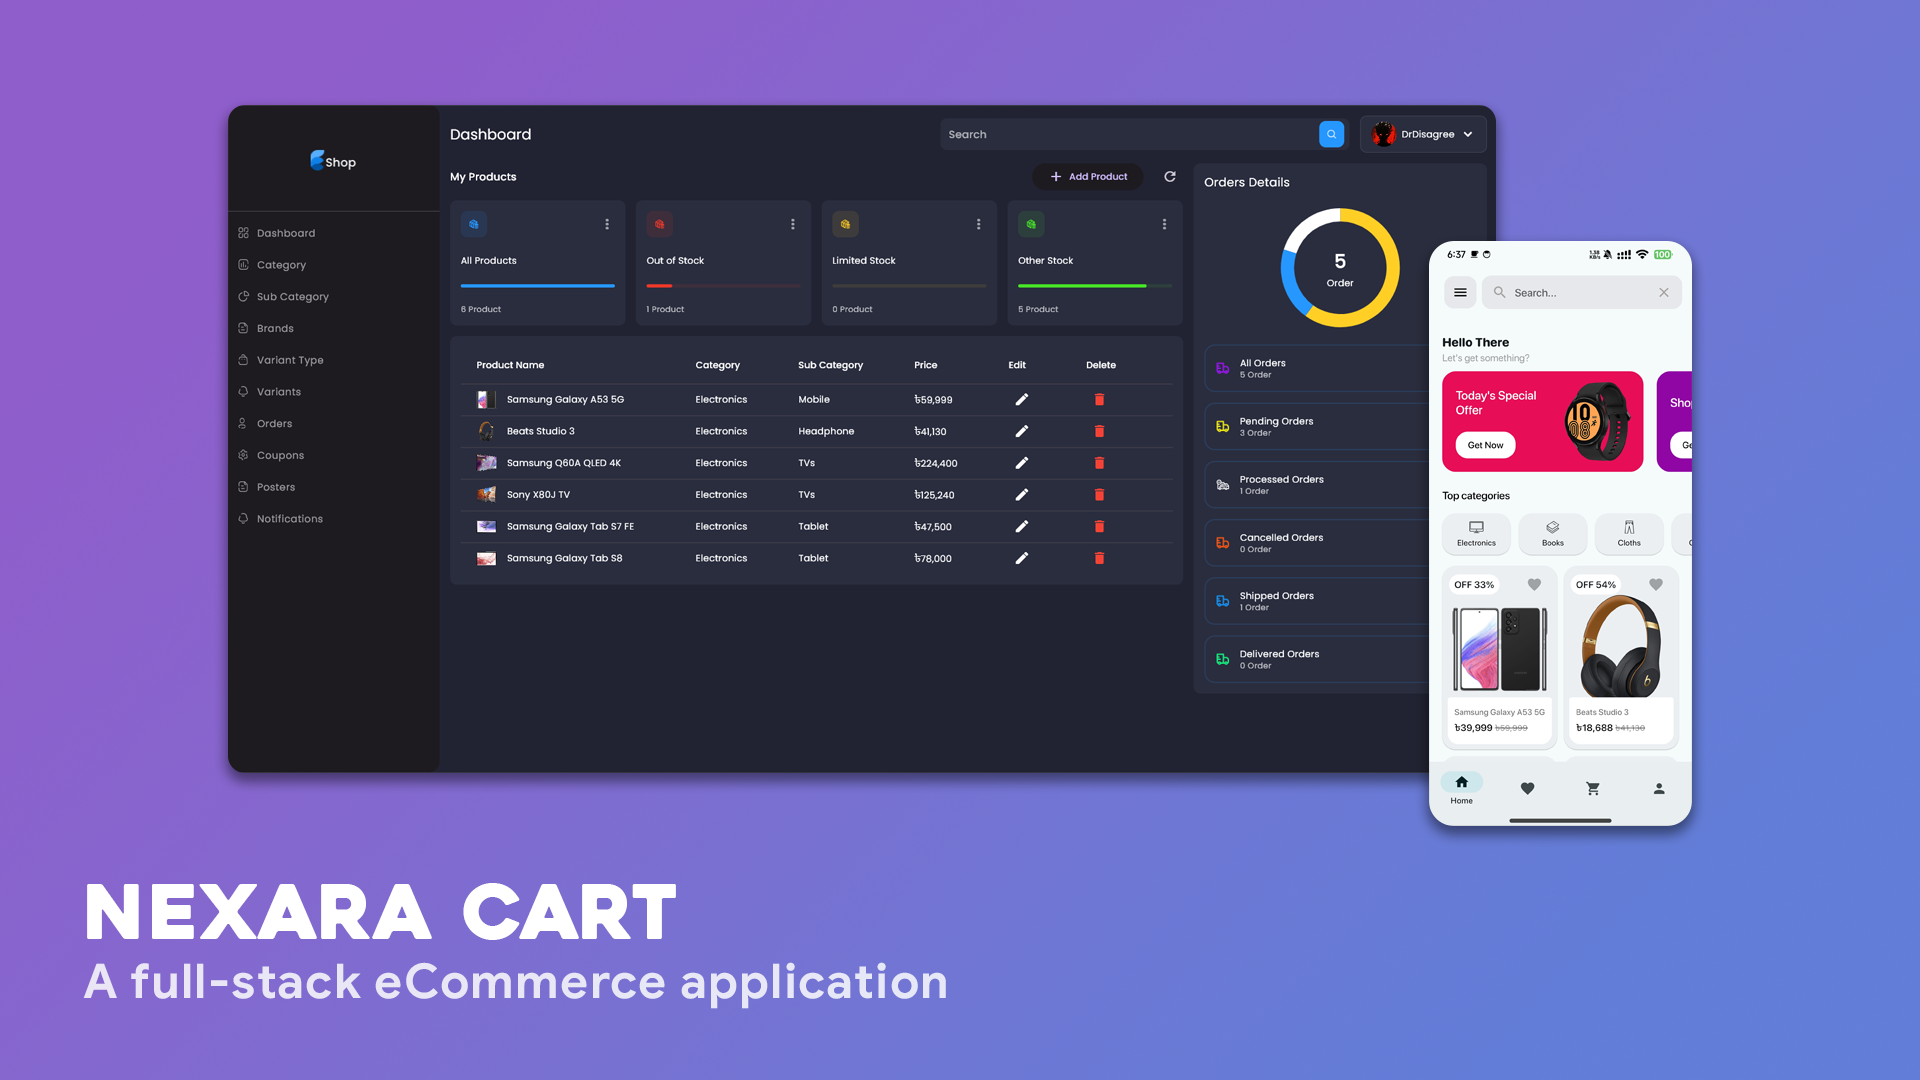 Shop
Dashboard
Category
Sub Category
Brands
Variant Type
Variants
Orders
Coupons
Posters
Notifications
Dashboard
Search
DrDisagree
My Products
Add Product
All Products
6 Product
Out of Stock
1 Product
Limited Stock
0 Product
Other Stock
5 Product
Product Name Category Sub Category Price Edit Delete
Samsung Galaxy A53 5G Electronics Mobile ৳59,999
Beats Studio 3 Electronics Headphone ৳41,130
Samsung Q60A QLED 4K Electronics TVs ৳224,400
Sony X80J TV Electronics TVs ৳125,240
Samsung Galaxy Tab S7 FE Electronics Tablet ৳47,500
Samsung Galaxy Tab S8 Electronics Tablet ৳78,000
Orders Details
5
Order
All Orders
5 Order
Pending Orders
3 Order
Processed Orders
1 Order
Cancelled Orders
0 Order
Shipped Orders
1 Order
Delivered Orders
0 Order
6:37 100
Search...
Hello There
Let's get something?
Today's Special
Offer
Get Now
Shop
Ge
Top categories
Electronics
Books
Cloths
OFF 33%
Samsung Galaxy A53 5G
৳39,999 ৳59,999
OFF 54%
Beats Studio 3
৳18,688 ৳41,130
Home
NEXARA CART
A full-stack eCommerce application